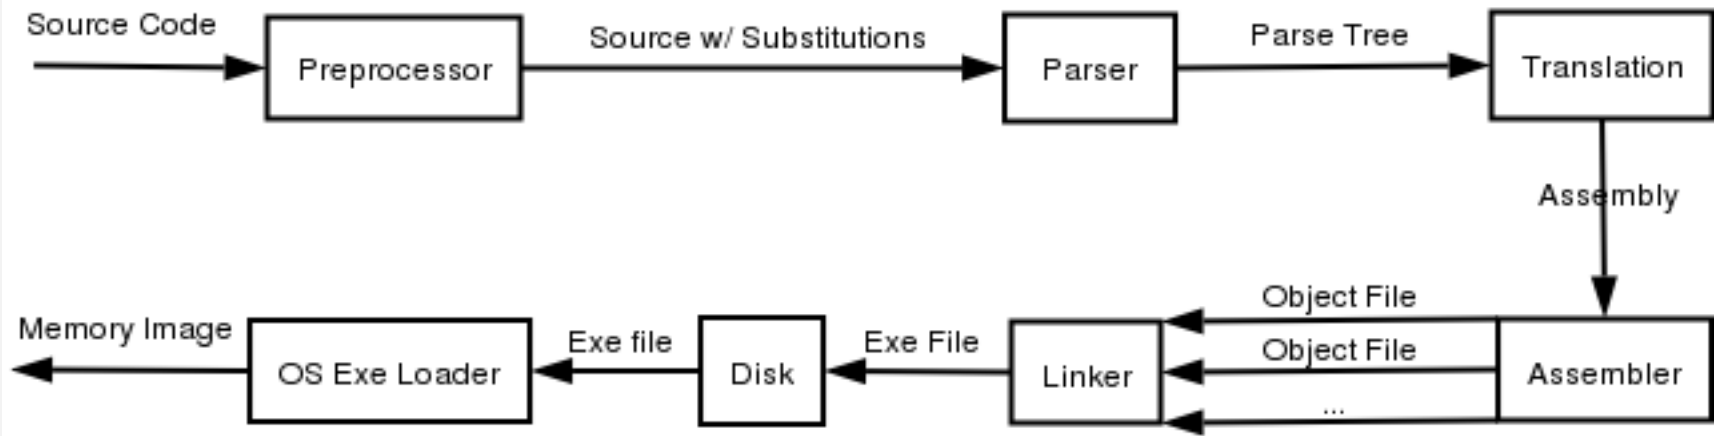 Source Code
Preprocessor
Source w/ Substitutions
Parser
Parse Tree
Translation
Assembly
Object File
Object File
...
Assembler
Linker
Exe File
Disk
Exe file
OS Exe Loader
Memory Image